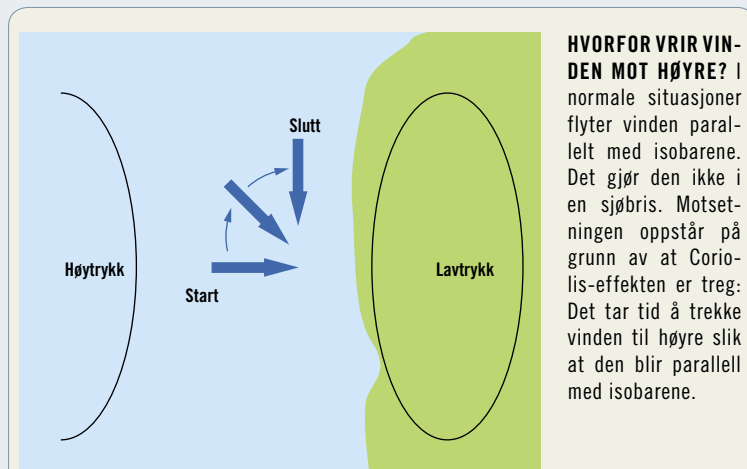 Slutt
Høytrykk
Lavtrykk
Start
HVORFOR VRIR VIN-
DEN MOT HØYRE? I
normale situasjoner
flyter vinden paral-
lelt med isobarene.
Det gjør den ikke i
en sjøbris. Motset-
ningen oppstår på
grunn av at Corio-
lis-effekten er treg:
Det tar tid å trekke
vinden til høyre slik
at den blir parallell
med isobarene.